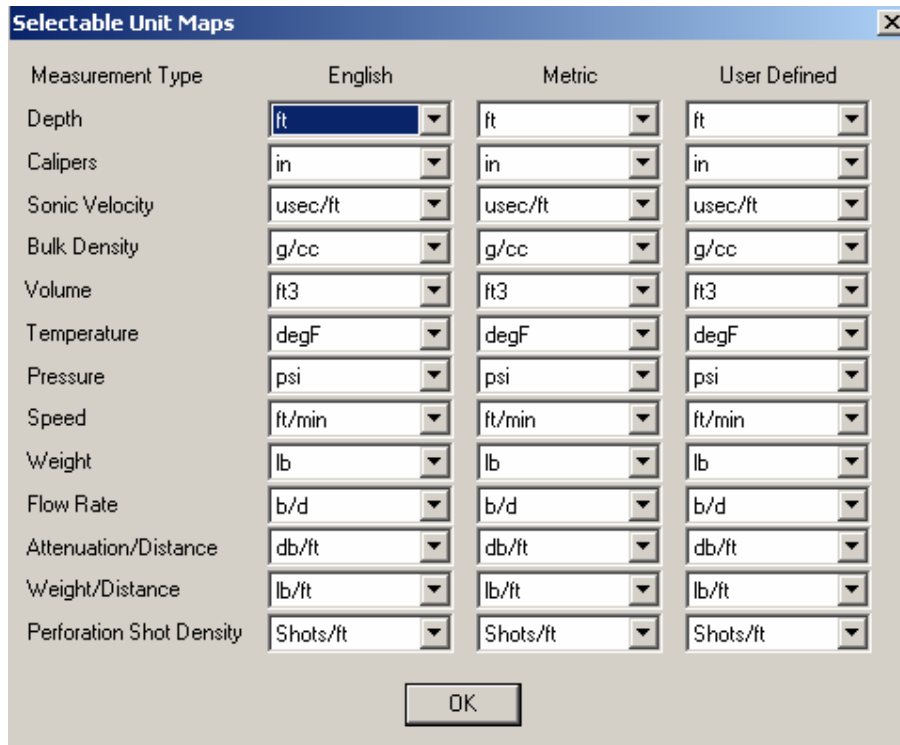 Selectable Unit Maps
Measurement Type English Metric User Defined
Depth ft ft ft
Calipers in in in
Sonic Velocity usec/ft usec/ft usec/ft
Bulk Density g/cc g/cc g/cc
Volume ft3 ft3 ft3
Temperature degF degF degF
Pressure psi psi psi
Speed ft/min ft/min ft/min
Weight lb lb lb
Flow Rate b/d b/d b/d
Attenuation/Distance db/ft db/ft db/ft
Weight/Distance lb/ft lb/ft lb/ft
Perforation Shot Density Shots/ft Shots/ft Shots/ft
OK